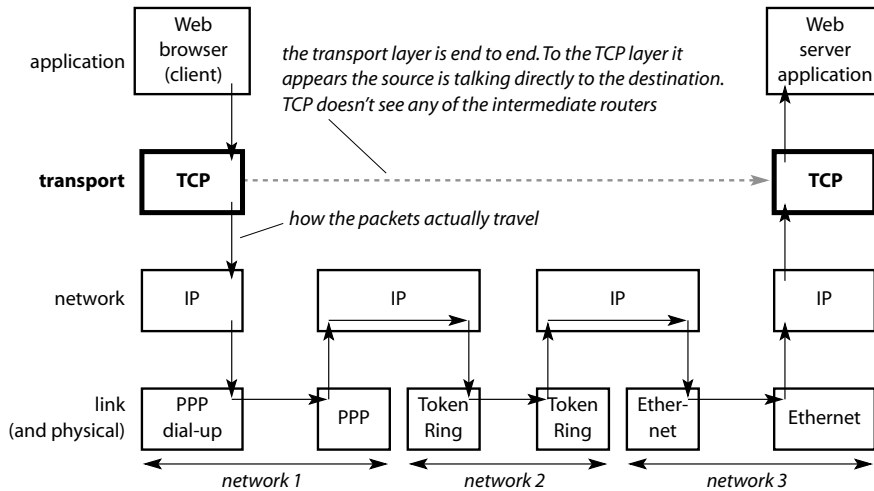 Web
browser
(client)
application
the transport layer is end to end. To the TCP layer it
appears the source is talking directly to the destination.
TCP doesn't see any of the intermediate routers
Web
server
application
transport
TCP
TCP
how the packets actually travel
network
IP
IP
IP
IP
link
(and physical)
PPP
dial-up
PPP
Token
Ring
Token
Ring
Ether-
net
Ethernet
network 1
network 2
network 3